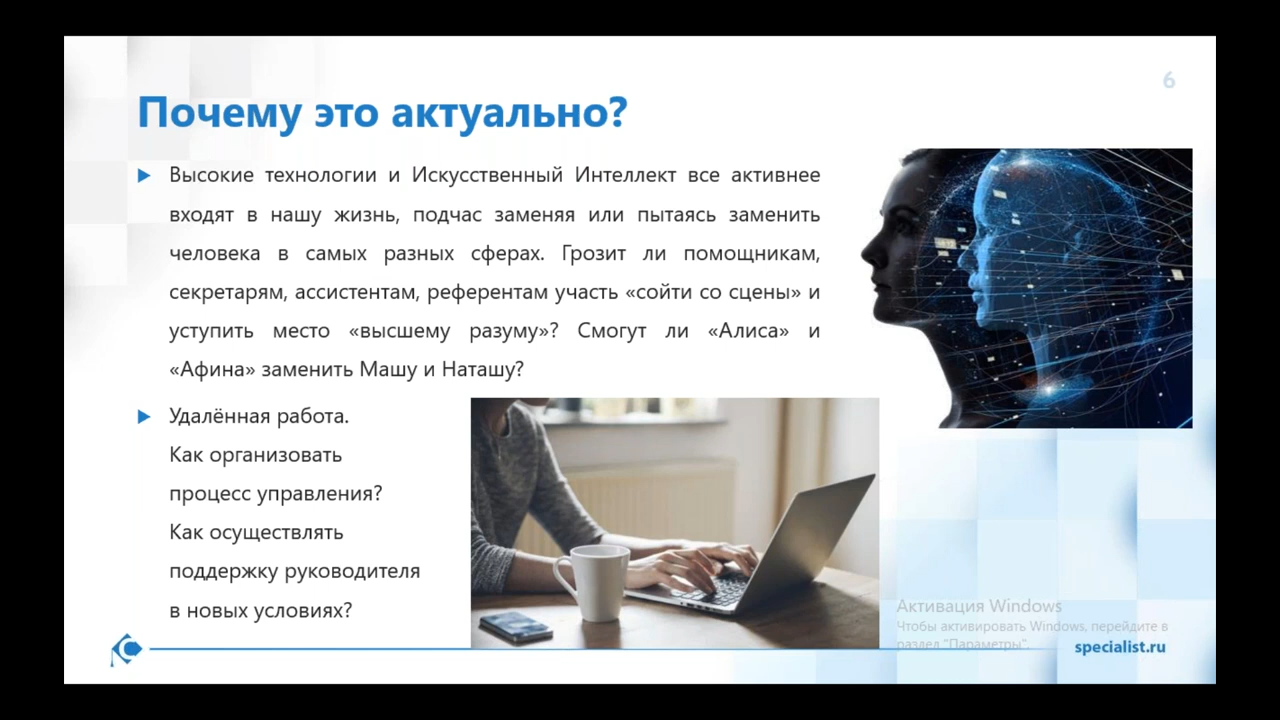 6
Почему это актуально?
Высокие технологии и Искусственный Интеллект все активнее
входят в нашу жизнь, подчас заменяя или пытаясь заменить
человека в самых разных сферах. Грозит ли помощникам,
секретарям, ассистентам, референтам участь «сойти со сцены» и
уступить место «высшему разуму»? Смогут ли «Алиса» и
«Афина» заменить Машу и Наташу?
Удалённая работа.
Как организовать
процесс управления?
Как осуществлять
поддержку руководителя
в новых условиях?
Активация Windows
Чтобы активировать Windows, перейдите в
раздел "Параметры".
specialist.ru